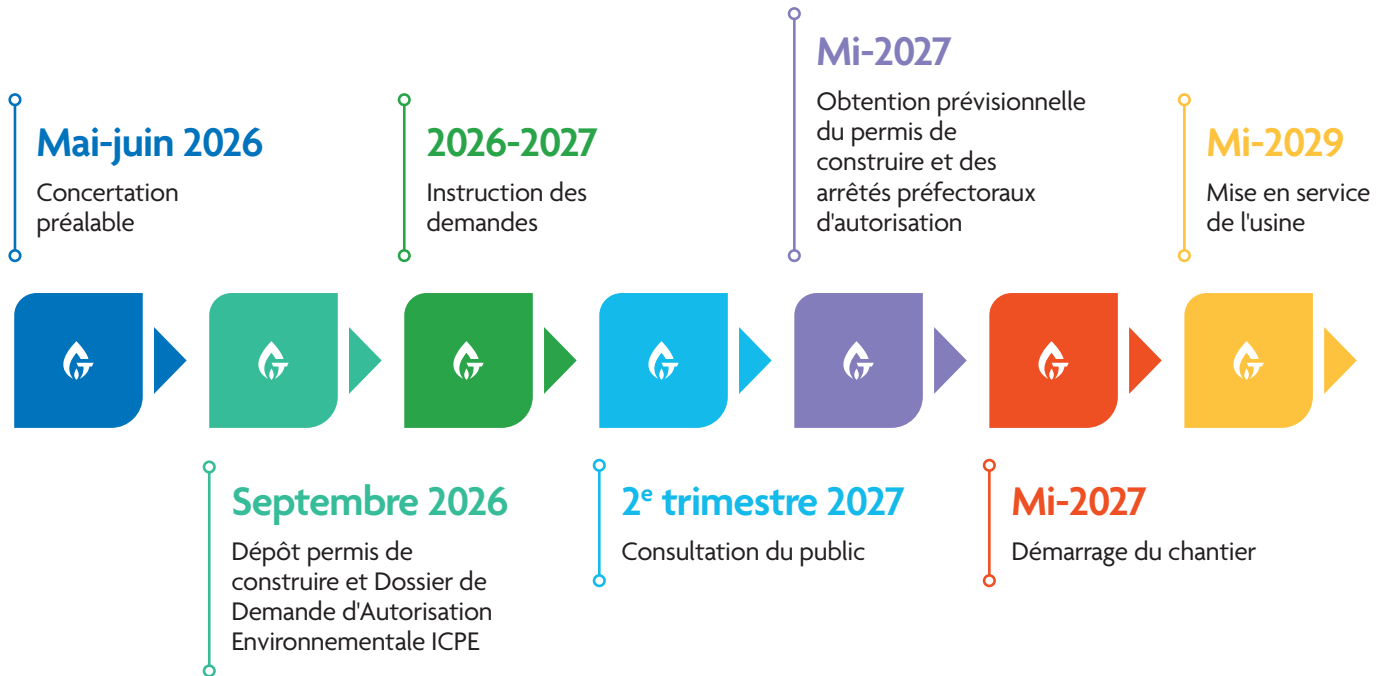 Mai-juin 2026
Concertation
préalable
Septembre 2026
Dépôt permis de
construire et Dossier de
Demande d'Autorisation
Environnementale ICPE
2026-2027
Instruction des
demandes
2e trimestre 2027
Consultation du public
Mi-2027
Obtention prévisionnelle
du permis de
construire et des
arrêtés préfectoraux
d'autorisation
Mi-2027
Démarrage du chantier
Mi-2029
Mise en service
de l'usine